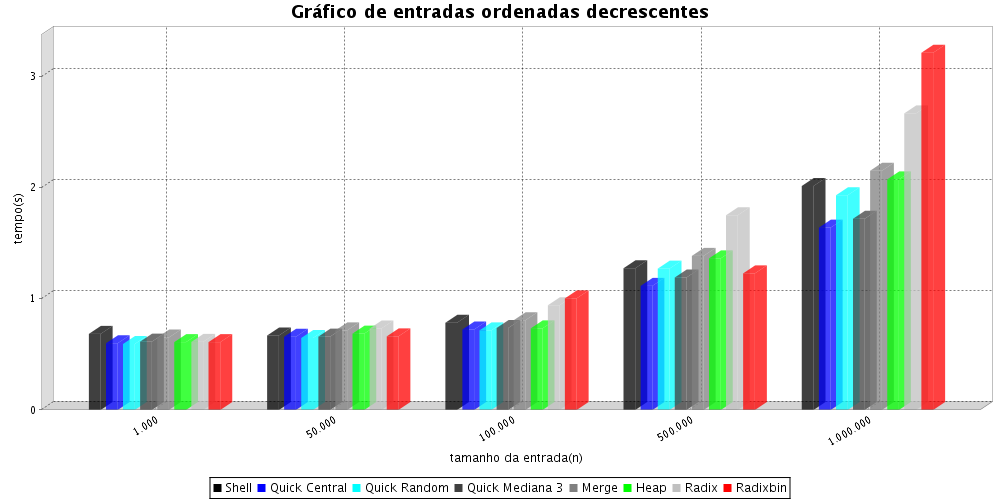 Gráfico de entradas ordenadas decrescentes
tempo(s)
3
2
1
0
1.000
50.000
100.000
500.000
1.000.000
tamanho da entrada(n)
Shell Quick Central Quick Random Quick Mediana 3 Merge Heap Radix Radixbin